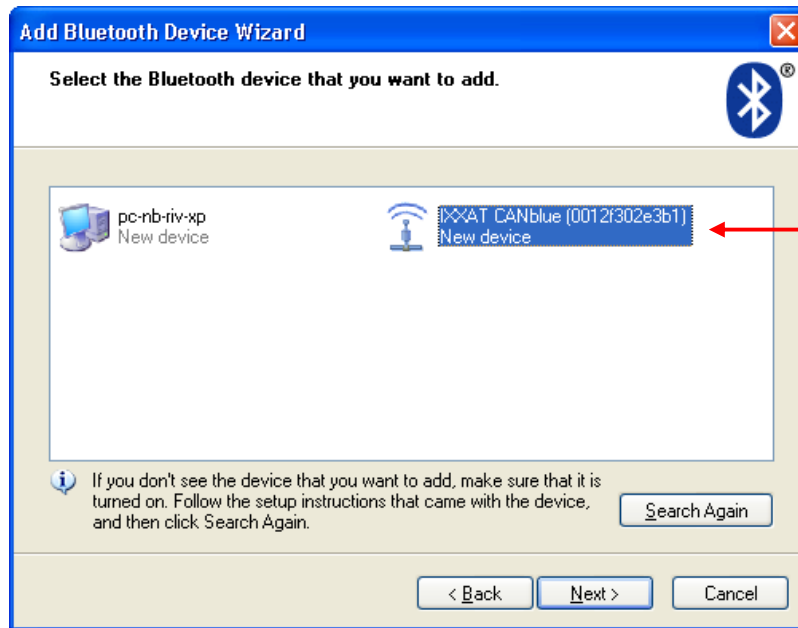 Add Bluetooth Device Wizard
Select the Bluetooth device that you want to add.
®
pc-nb-riv-xp
New device
IXXAT CANblue (0012f302e3b1)
New device
If you don't see the device that you want to add, make sure that it is
turned on. Follow the setup instructions that came with the device,
and then click Search Again.
Search Again
< Back
Next >
Cancel